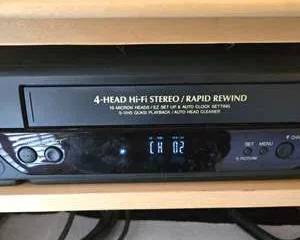 4-HEAD Hi-Fi STEREO / RAPID REWIND
19 MICRON HEADS / EZ SET UP & AUTO CLOCK SETTING
S-VHS QUASI PLAYBACK / AUTO HEAD CLEANER
CH 02
SET MENU